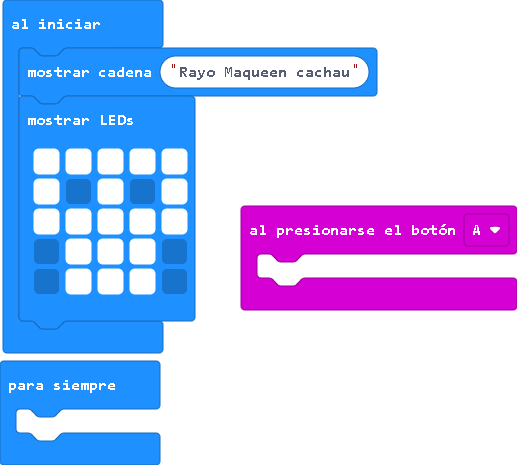 al iniciar
mostrar cadena "Rayo Maqueen cachau"
mostrar LEDs
al presionarse el botón A
para siempre